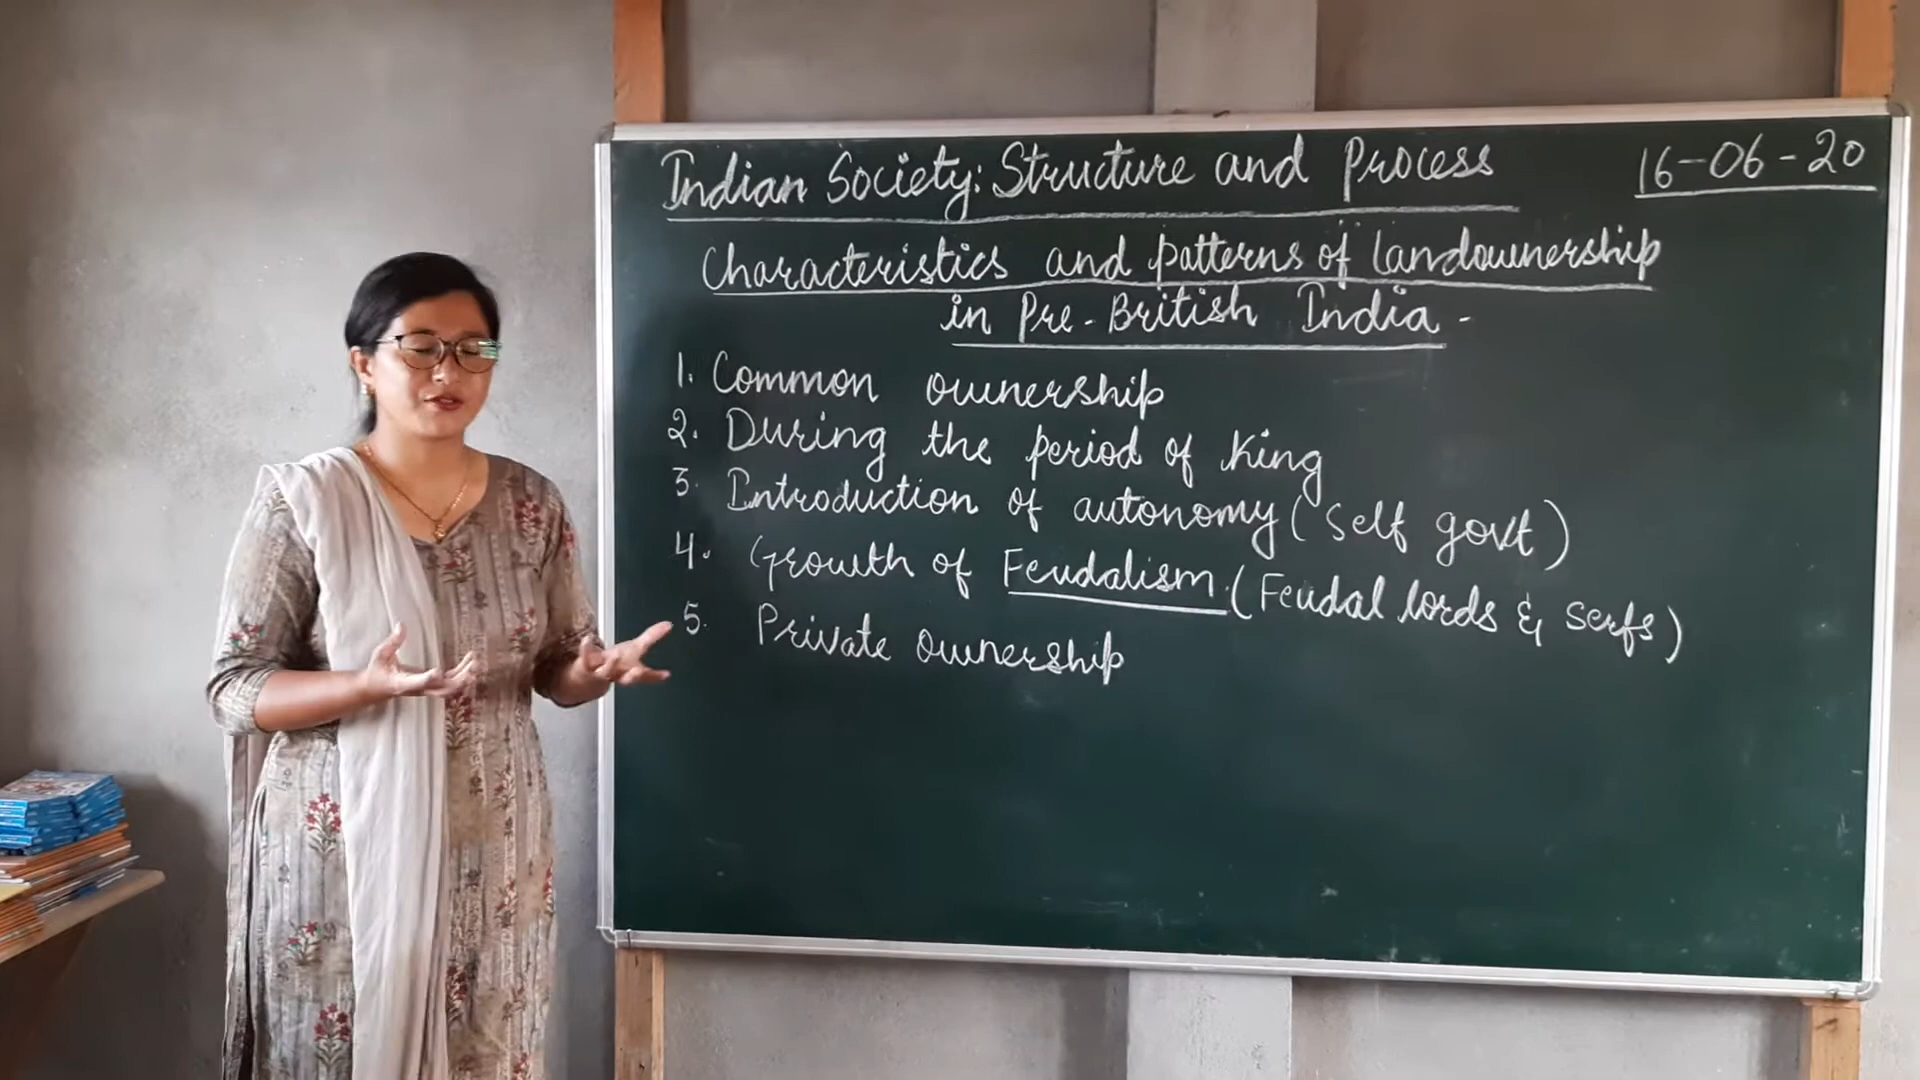 Indian Society: Structure and Process
16-06-20
Characteristics and patterns of landownership
in Pre-British India -
1. Common ownership
2. During the period of King
3. Introduction of autonomy (Self govt)
4. Growth of Feudalism (Feudal lords & Serfs)
5. Private ownership